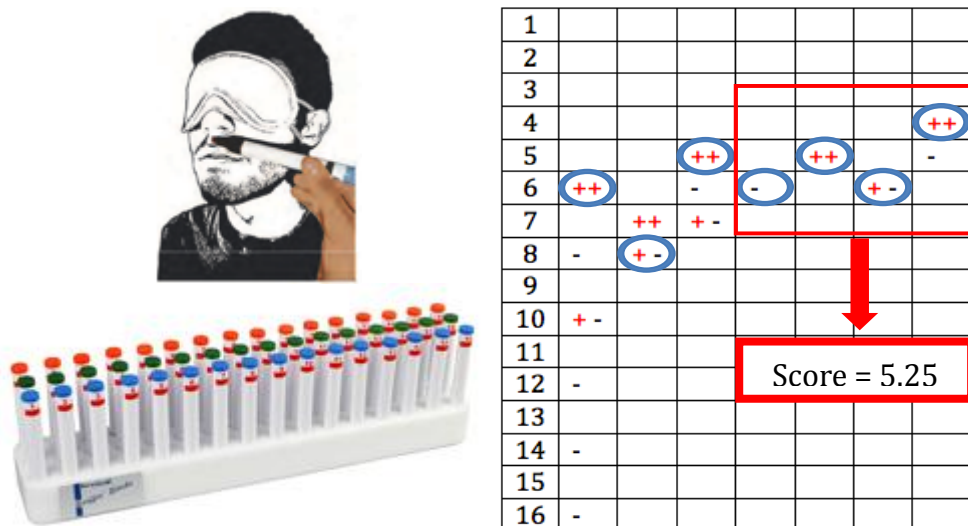 1
2
3
4 ++
5 ++ ++ -
6 ++ - - + -
7 ++ + -
8 - + -
9
10 + -
11
12 -
13
14 -
15
16 -
Score = 5.25